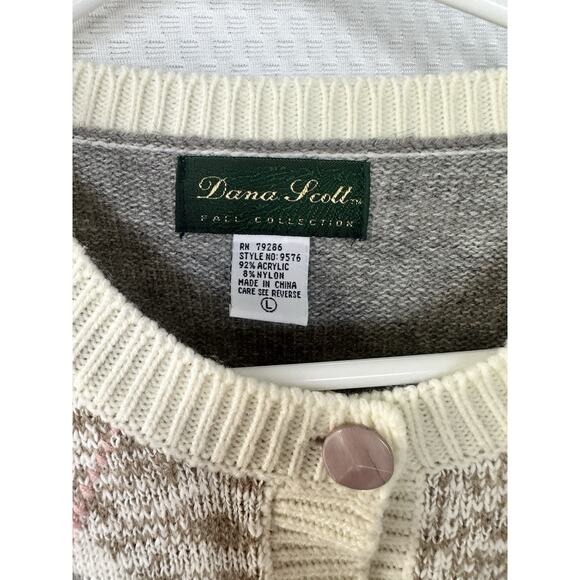 Dana Scott™
FALL COLLECTION
RN 79286
STYLE NO:9576
92% ACRYLIC
8% NYLON
MADE IN CHINA
CARE SEE REVERSE
L